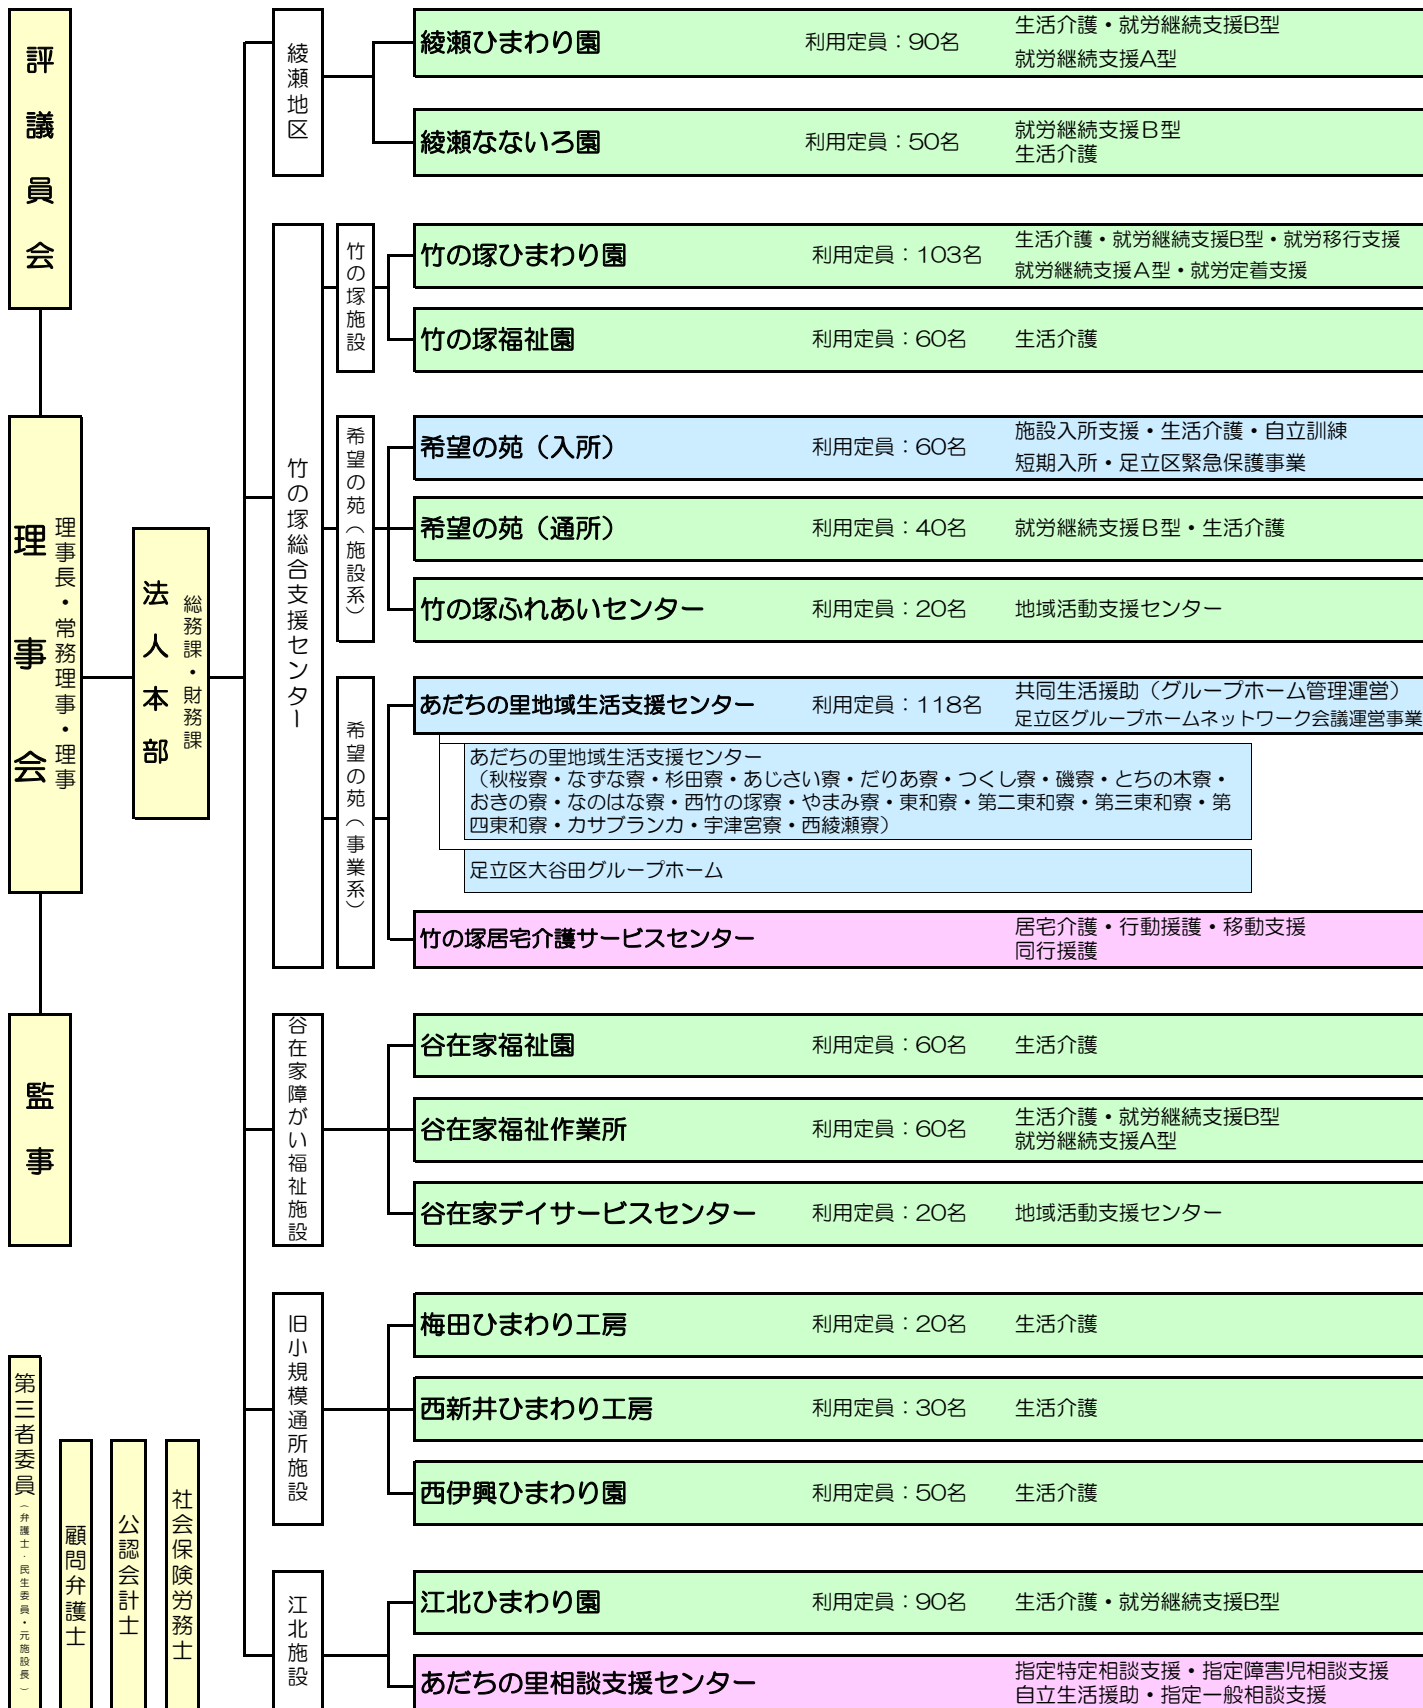 評議員会
理事会
理事長・常務理事・理事
監事
法人本部
総務課・財務課
第三者委員（弁護士・民生委員・元施設長）
顧問弁護士
公認会計士
社会保険労務士
綾瀬地区
綾瀬ひまわり園 利用定員：90名 生活介護・就労継続支援B型
就労継続支援A型
綾瀬なないろ園 利用定員：50名 就労継続支援B型
生活介護
竹の塚総合支援センター
竹の塚施設
竹の塚ひまわり園 利用定員：103名 生活介護・就労継続支援B型・就労移行支援
就労継続支援A型・就労定着支援
竹の塚福祉園 利用定員：60名 生活介護
希望の苑（施設系）
希望の苑（入所） 利用定員：60名 施設入所支援・生活介護・自立訓練
短期入所・足立区緊急保護事業
希望の苑（通所） 利用定員：40名 就労継続支援B型・生活介護
竹の塚ふれあいセンター 利用定員：20名 地域活動支援センター
希望の苑（事業系）
あだちの里地域生活支援センター 利用定員：118名 共同生活援助（グループホーム管理運営）
足立区グループホームネットワーク会議運営事業
あだちの里地域生活支援センター
（秋桜寮・なずな寮・杉田寮・あじさい寮・だりあ寮・つくし寮・磯寮・とちの木寮・
おきの寮・なのはな寮・西竹の塚寮・やまみ寮・東和寮・第二東和寮・第三東和寮・第
四東和寮・カサブランカ・宇津宮寮・西綾瀬寮）
足立区大谷田グループホーム
竹の塚居宅介護サービスセンター 居宅介護・行動援護・移動支援
同行援護
谷在家障がい福祉施設
谷在家福祉園 利用定員：60名 生活介護
谷在家福祉作業所 利用定員：60名 生活介護・就労継続支援B型
就労継続支援A型
谷在家デイサービスセンター 利用定員：20名 地域活動支援センター
旧小規模通所施設
梅田ひまわり工房 利用定員：20名 生活介護
西新井ひまわり工房 利用定員：30名 生活介護
西伊興ひまわり園 利用定員：50名 生活介護
江北施設
江北ひまわり園 利用定員：90名 生活介護・就労継続支援B型
あだちの里相談支援センター 指定特定相談支援・指定障害児相談支援
自立生活援助・指定一般相談支援